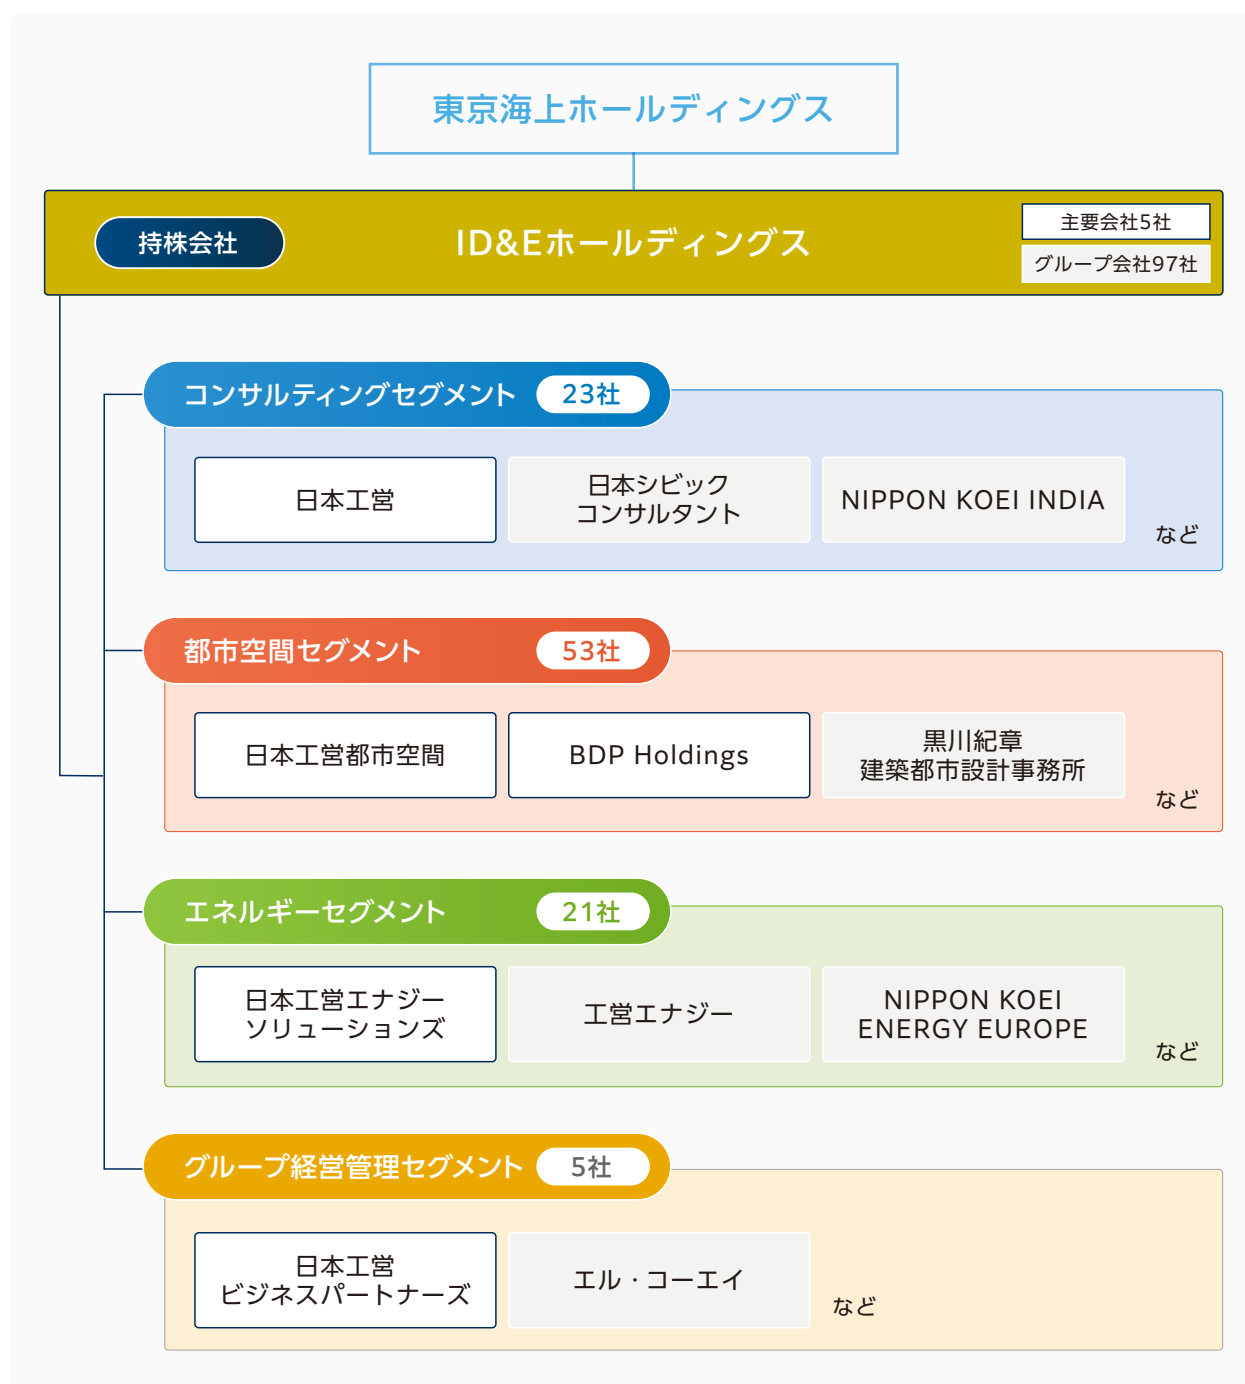 東京海上ホールディングス
持株会社
ID&Eホールディングス
主要会社5社
グループ会社97社
コンサルティングセグメント
23社
日本工営
日本シビック
コンサルタント
NIPPON KOEI INDIA
など
都市空間セグメント
53社
日本工営都市空間
BDP Holdings
黒川紀章
建築都市設計事務所
など
エネルギーセグメント
21社
日本工営エナジー
ソリューションズ
工営エナジー
NIPPON KOEI
ENERGY EUROPE
など
グループ経営管理セグメント
5社
日本工営
ビジネスパートナーズ
エル・コーエイ
など